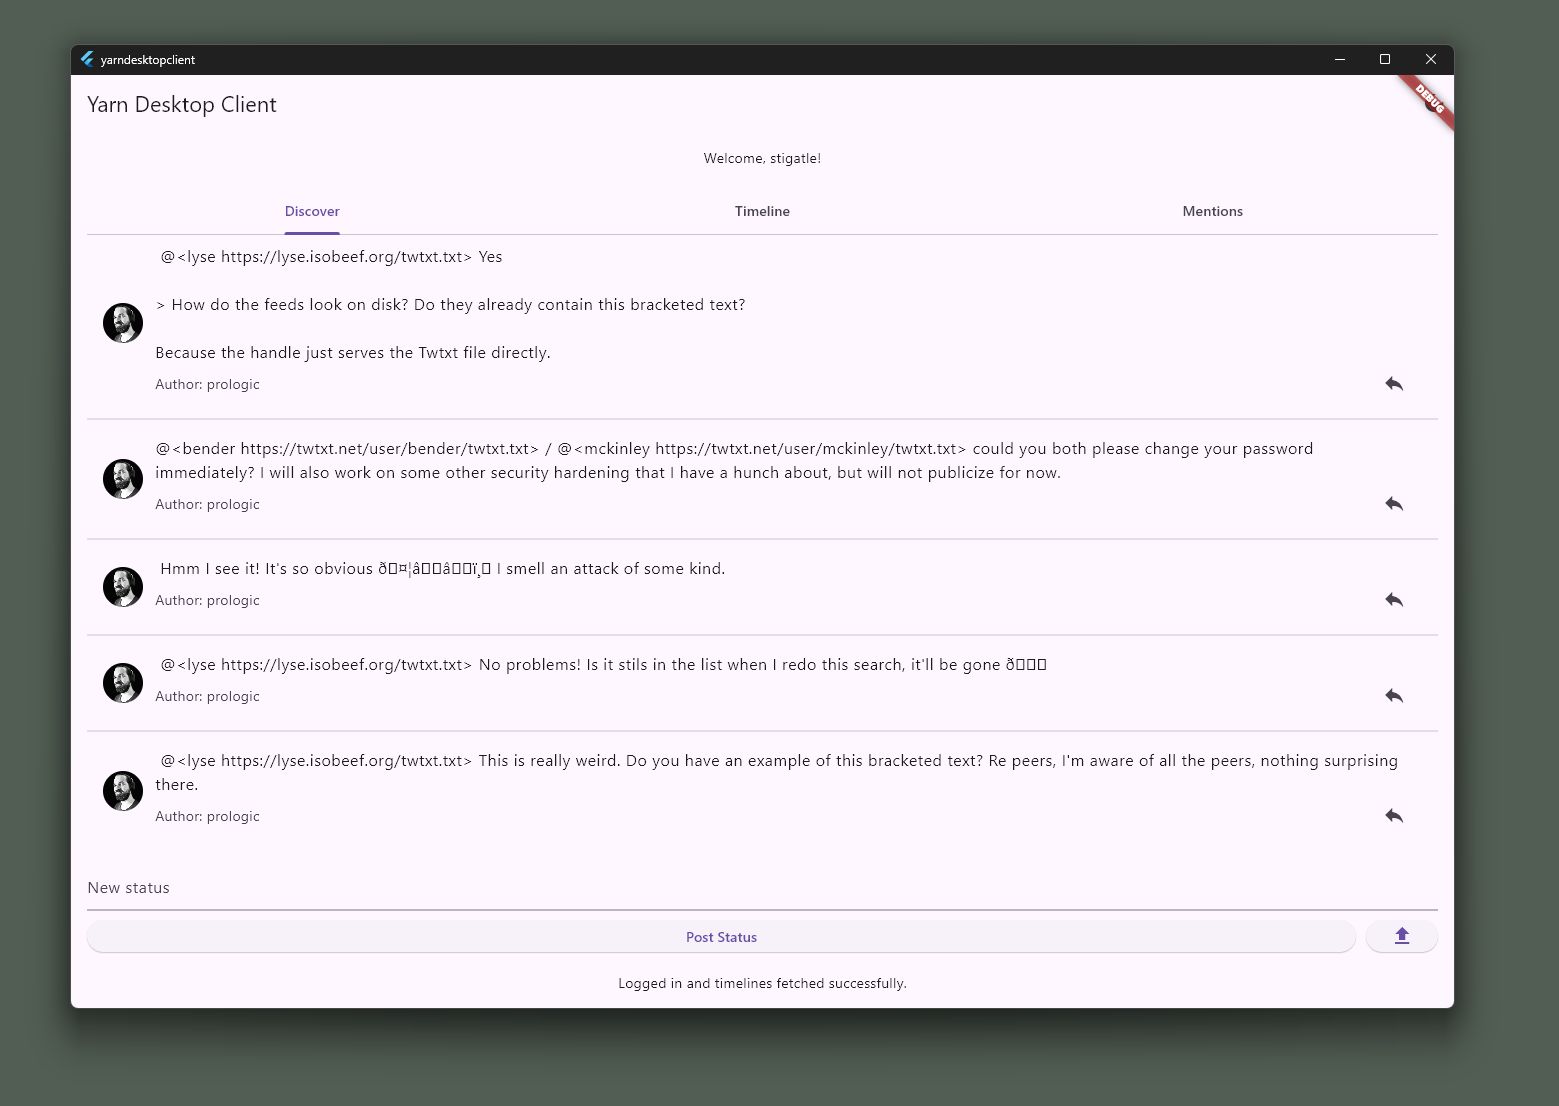 yarndesktopclient
Yarn Desktop Client
DEBUG
Welcome, stigatle!
Discover
Timeline
Mentions
@<lyse https://lyse.isobeef.org/twtxt.txt> Yes
> How do the feeds look on disk? Do they already contain this bracketed text?
Because the handle just serves the Twtxt file directly.
Author: prologic
@<bender https://twtxt.net/user/bender/twtxt.txt> / @<mckinley https://twtxt.net/user/mckinley/twtxt.txt> could you both please change your password
immediately? I will also work on some other security hardening that I have a hunch about, but will not publicize for now.
Author: prologic
Hmm I see it! It's so obvious ð▯¤¦â▯▯â▯▯ï¸▯ I smell an attack of some kind.
Author: prologic
@<lyse https://lyse.isobeef.org/twtxt.txt> No problems! Is it stils in the list when I redo this search, it'll be gone ð▯▯▯
Author: prologic
@<lyse https://lyse.isobeef.org/twtxt.txt> This is really weird. Do you have an example of this bracketed text? Re peers, I'm aware of all the peers, nothing surprising
there.
Author: prologic
New status
Post Status
Logged in and timelines fetched successfully.